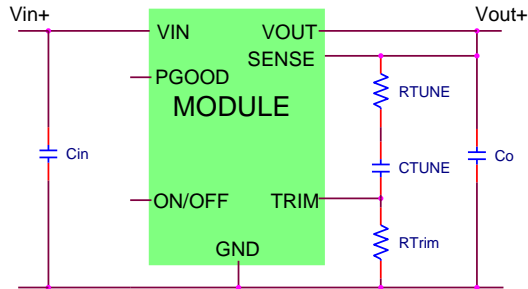 Vin+
Vout+
VIN
VOUT
SENSE
PGOOD
RTUNE
MODULE
Cin
Co
CTUNE
ON/OFF
TRIM
RTrim
GND